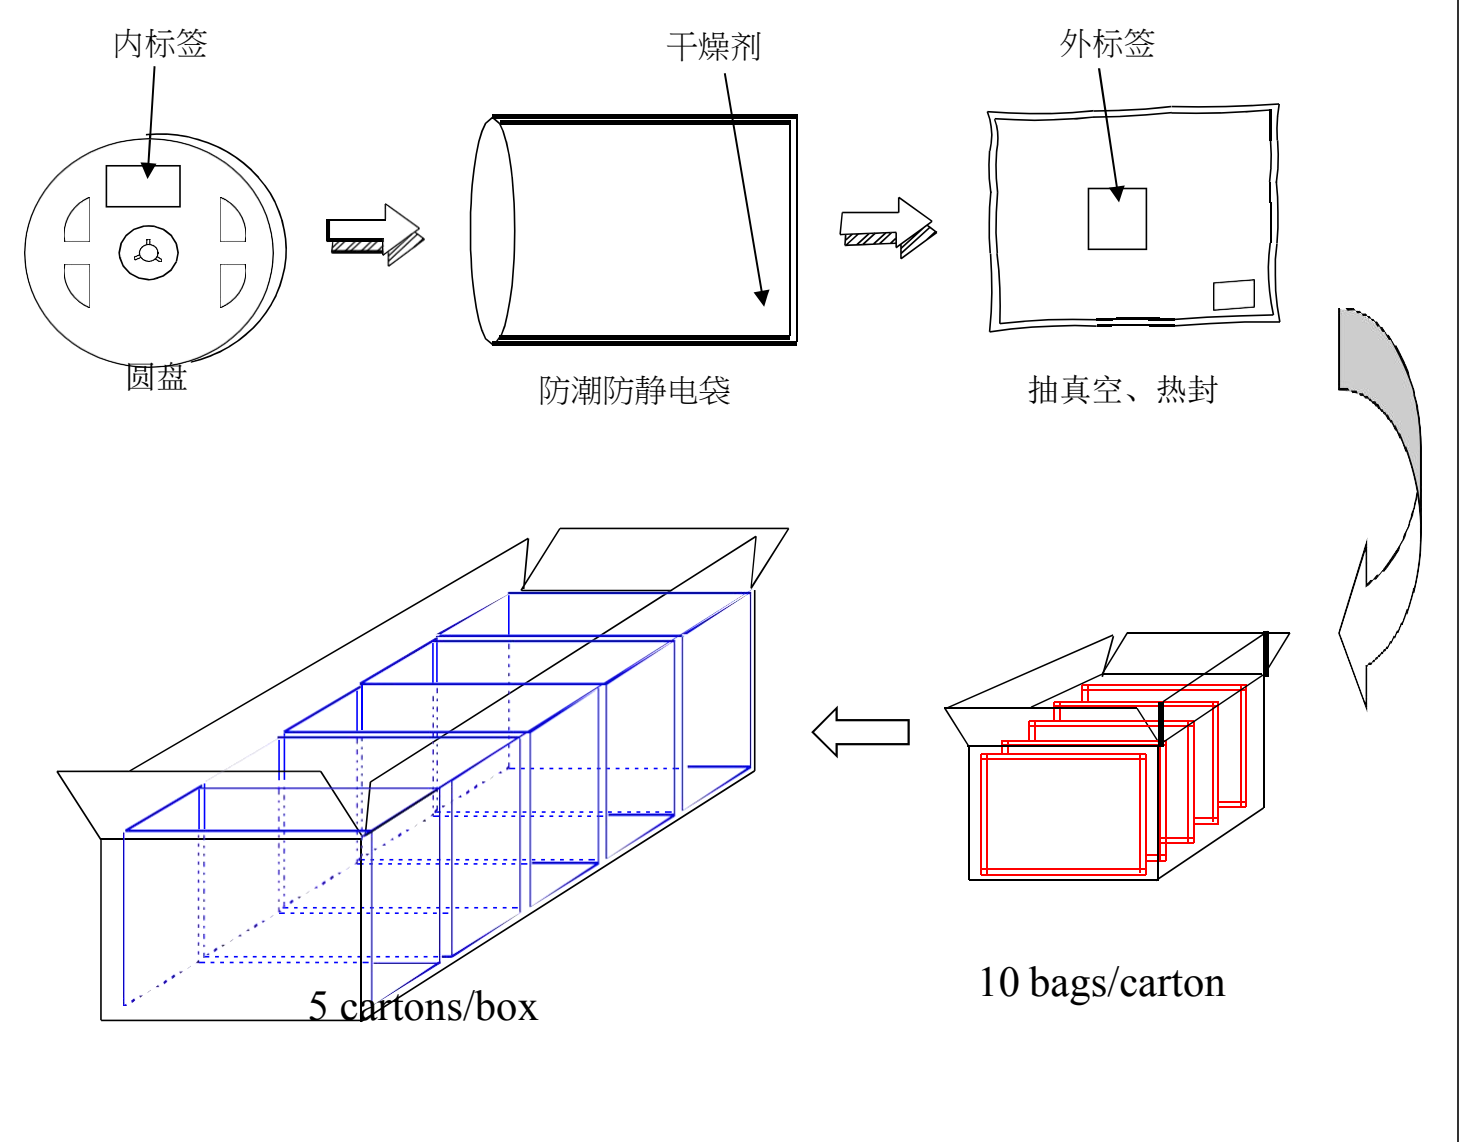 内标签
干燥剂
外标签
圆盘
防潮防静电袋
抽真空、热封
5 cartons/box
10 bags/carton